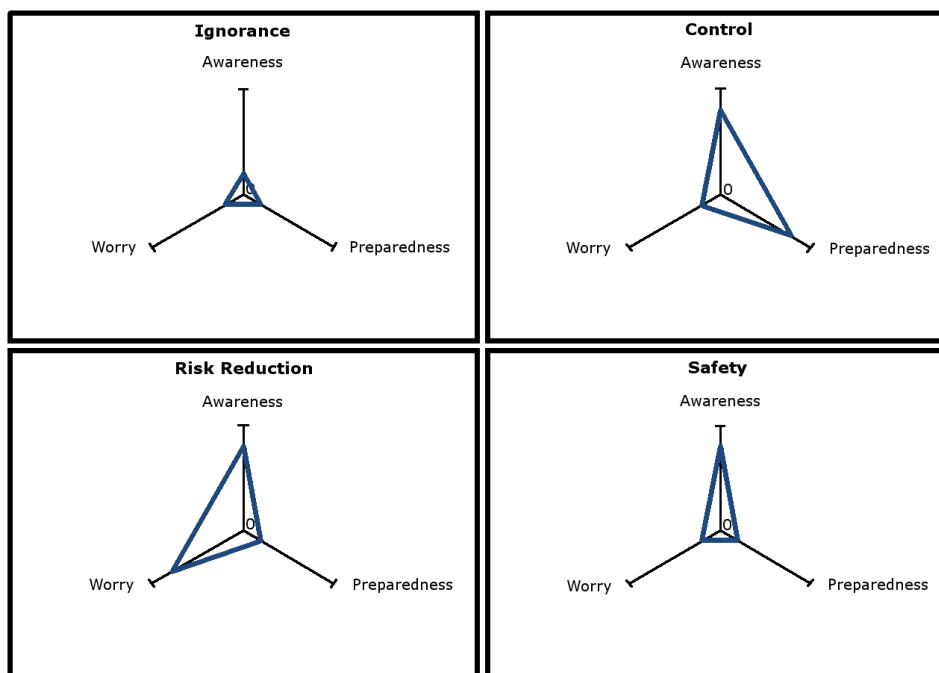 Ignorance
Awareness
0
Worry
Preparedness
Control
Awareness
0
Worry
Preparedness
Risk Reduction
Awareness
0
Worry
Preparedness
Safety
Awareness
0
Worry
Preparedness